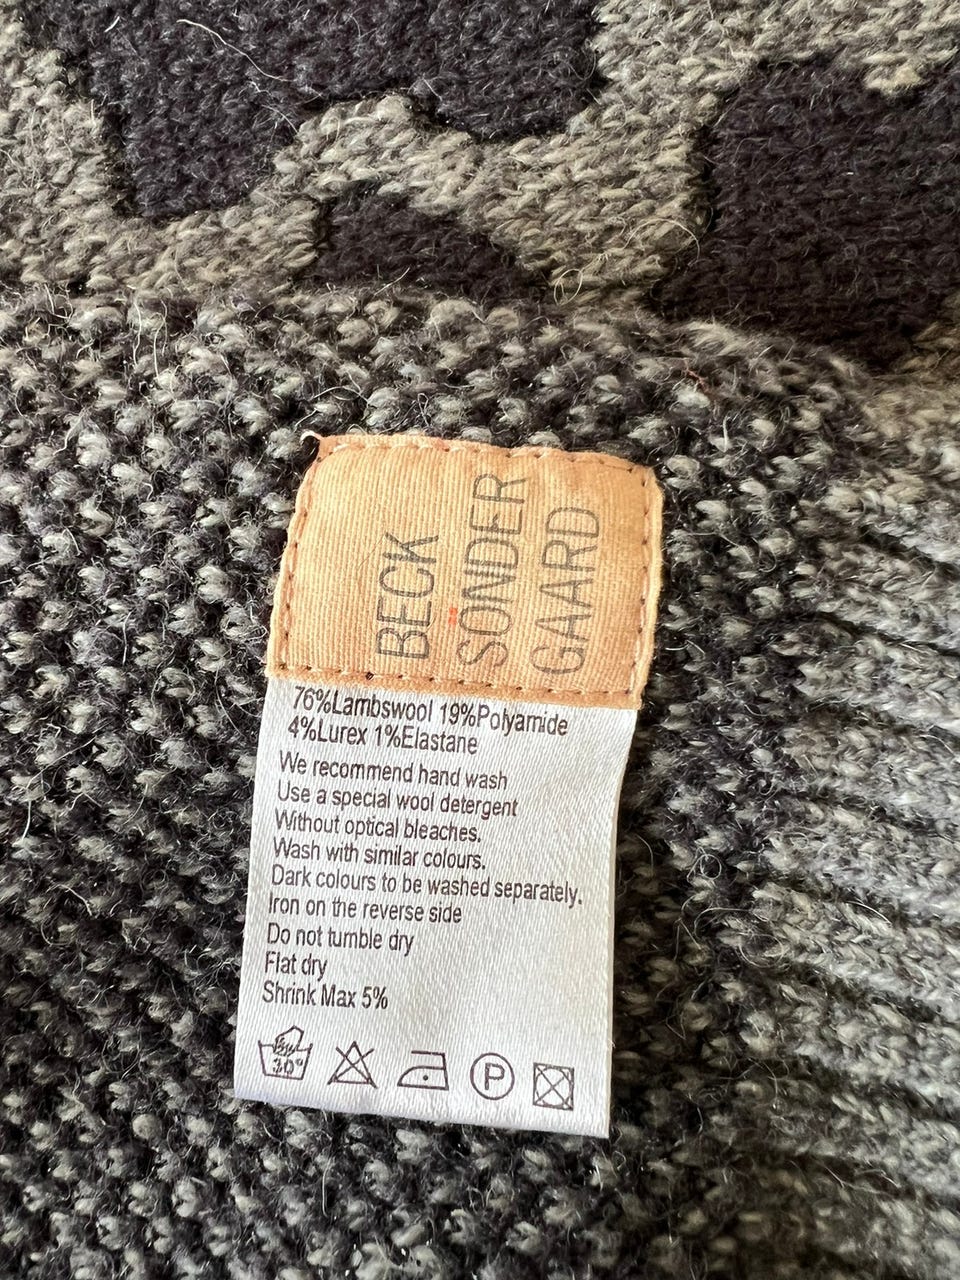 BECK
SONDER
GAARD
76%Lambswool 19%Polyamide
4%Lurex 1%Elastane
We recommend hand wash
Use a special wool detergent
Without optical bleaches.
Wash with similar colours.
Dark colours to be washed separately.
Iron on the reverse side
Do not tumble dry
Flat dry
Shrink Max 5%
30° P